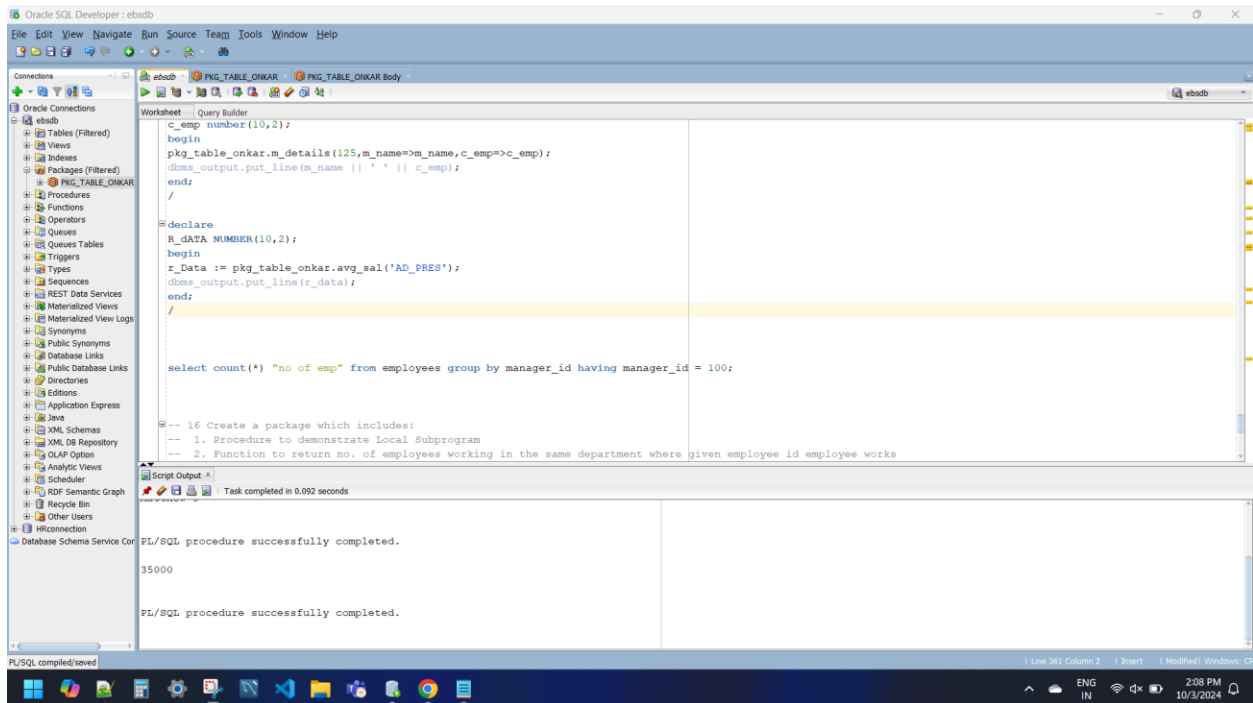 Oracle SQL Developer : ebsdb
File Edit View Navigate Run Source Team Tools Window Help
Connections
Oracle Connections
ebsdb
Tables (Filtered)
Views
Indexes
Packages (Filtered)
PKG_TABLE_ONKAR
Procedures
Functions
Operators
Queues
Queues Tables
Triggers
Types
Sequences
REST Data Services
Materialized Views
Materialized View Logs
Synonyms
Public Synonyms
Database Links
Public Database Links
Directories
Editions
Application Express
Java
XML Schemas
XML DB Repository
OLAP Option
Analytic Views
Scheduler
RDF Semantic Graph
Recycle Bin
Other Users
HRconnection
Database Schema Service Con
ebsdb PKG_TABLE_ONKAR PKG_TABLE_ONKAR Body
ebsdb
Worksheet Query Builder
c_emp number(10,2);
begin
pkg_table_onkar.m_details(125,m_name=>m_name,c_emp=>c_emp);
dbms_output.put_line(m_name || ' ' || c_emp);
end;
/
declare
R_dATA NUMBER(10,2);
begin
r_Data := pkg_table_onkar.avg_sal('AD_PRES');
dbms_output.put_line(r_data);
end;
/
select count(*) "no of emp" from employees group by manager_id having manager_id = 100;
-- 16 Create a package which includes:
-- 1. Procedure to demonstrate Local Subprogram
-- 2. Function to return no. of employees working in the same department where given employee id employee works
Script Output
Task completed in 0.092 seconds
PL/SQL procedure successfully completed.
35000
PL/SQL procedure successfully completed.
PL/SQL compiled/saved
Line 361 Column 2 | Insert | Modified | Windows: CR
ENG
IN
2:08 PM
10/3/2024